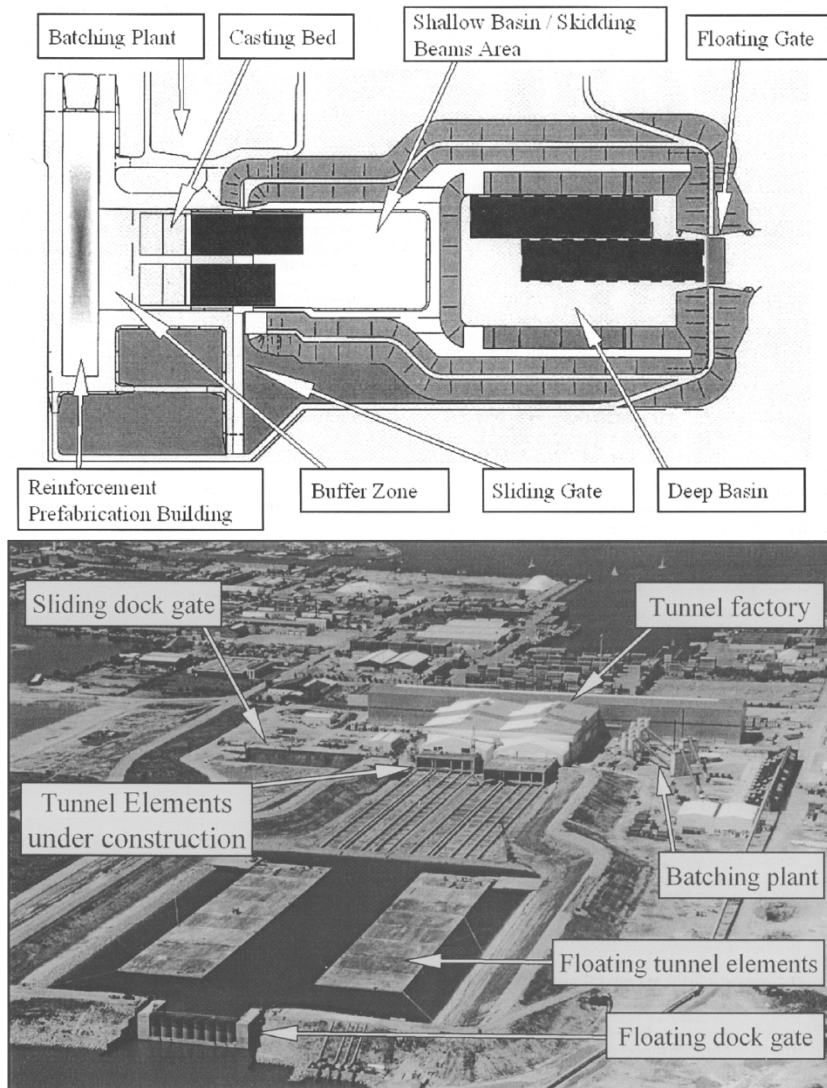 Batching Plant
Casting Bed
Shallow Basin / Skidding
Beams Area
Floating Gate
Reinforcement
Prefabrication Building
Buffer Zone
Sliding Gate
Deep Basin
Sliding dock gate
Tunnel factory
Tunnel Elements
under construction
Batching plant
Floating tunnel elements
Floating dock gate